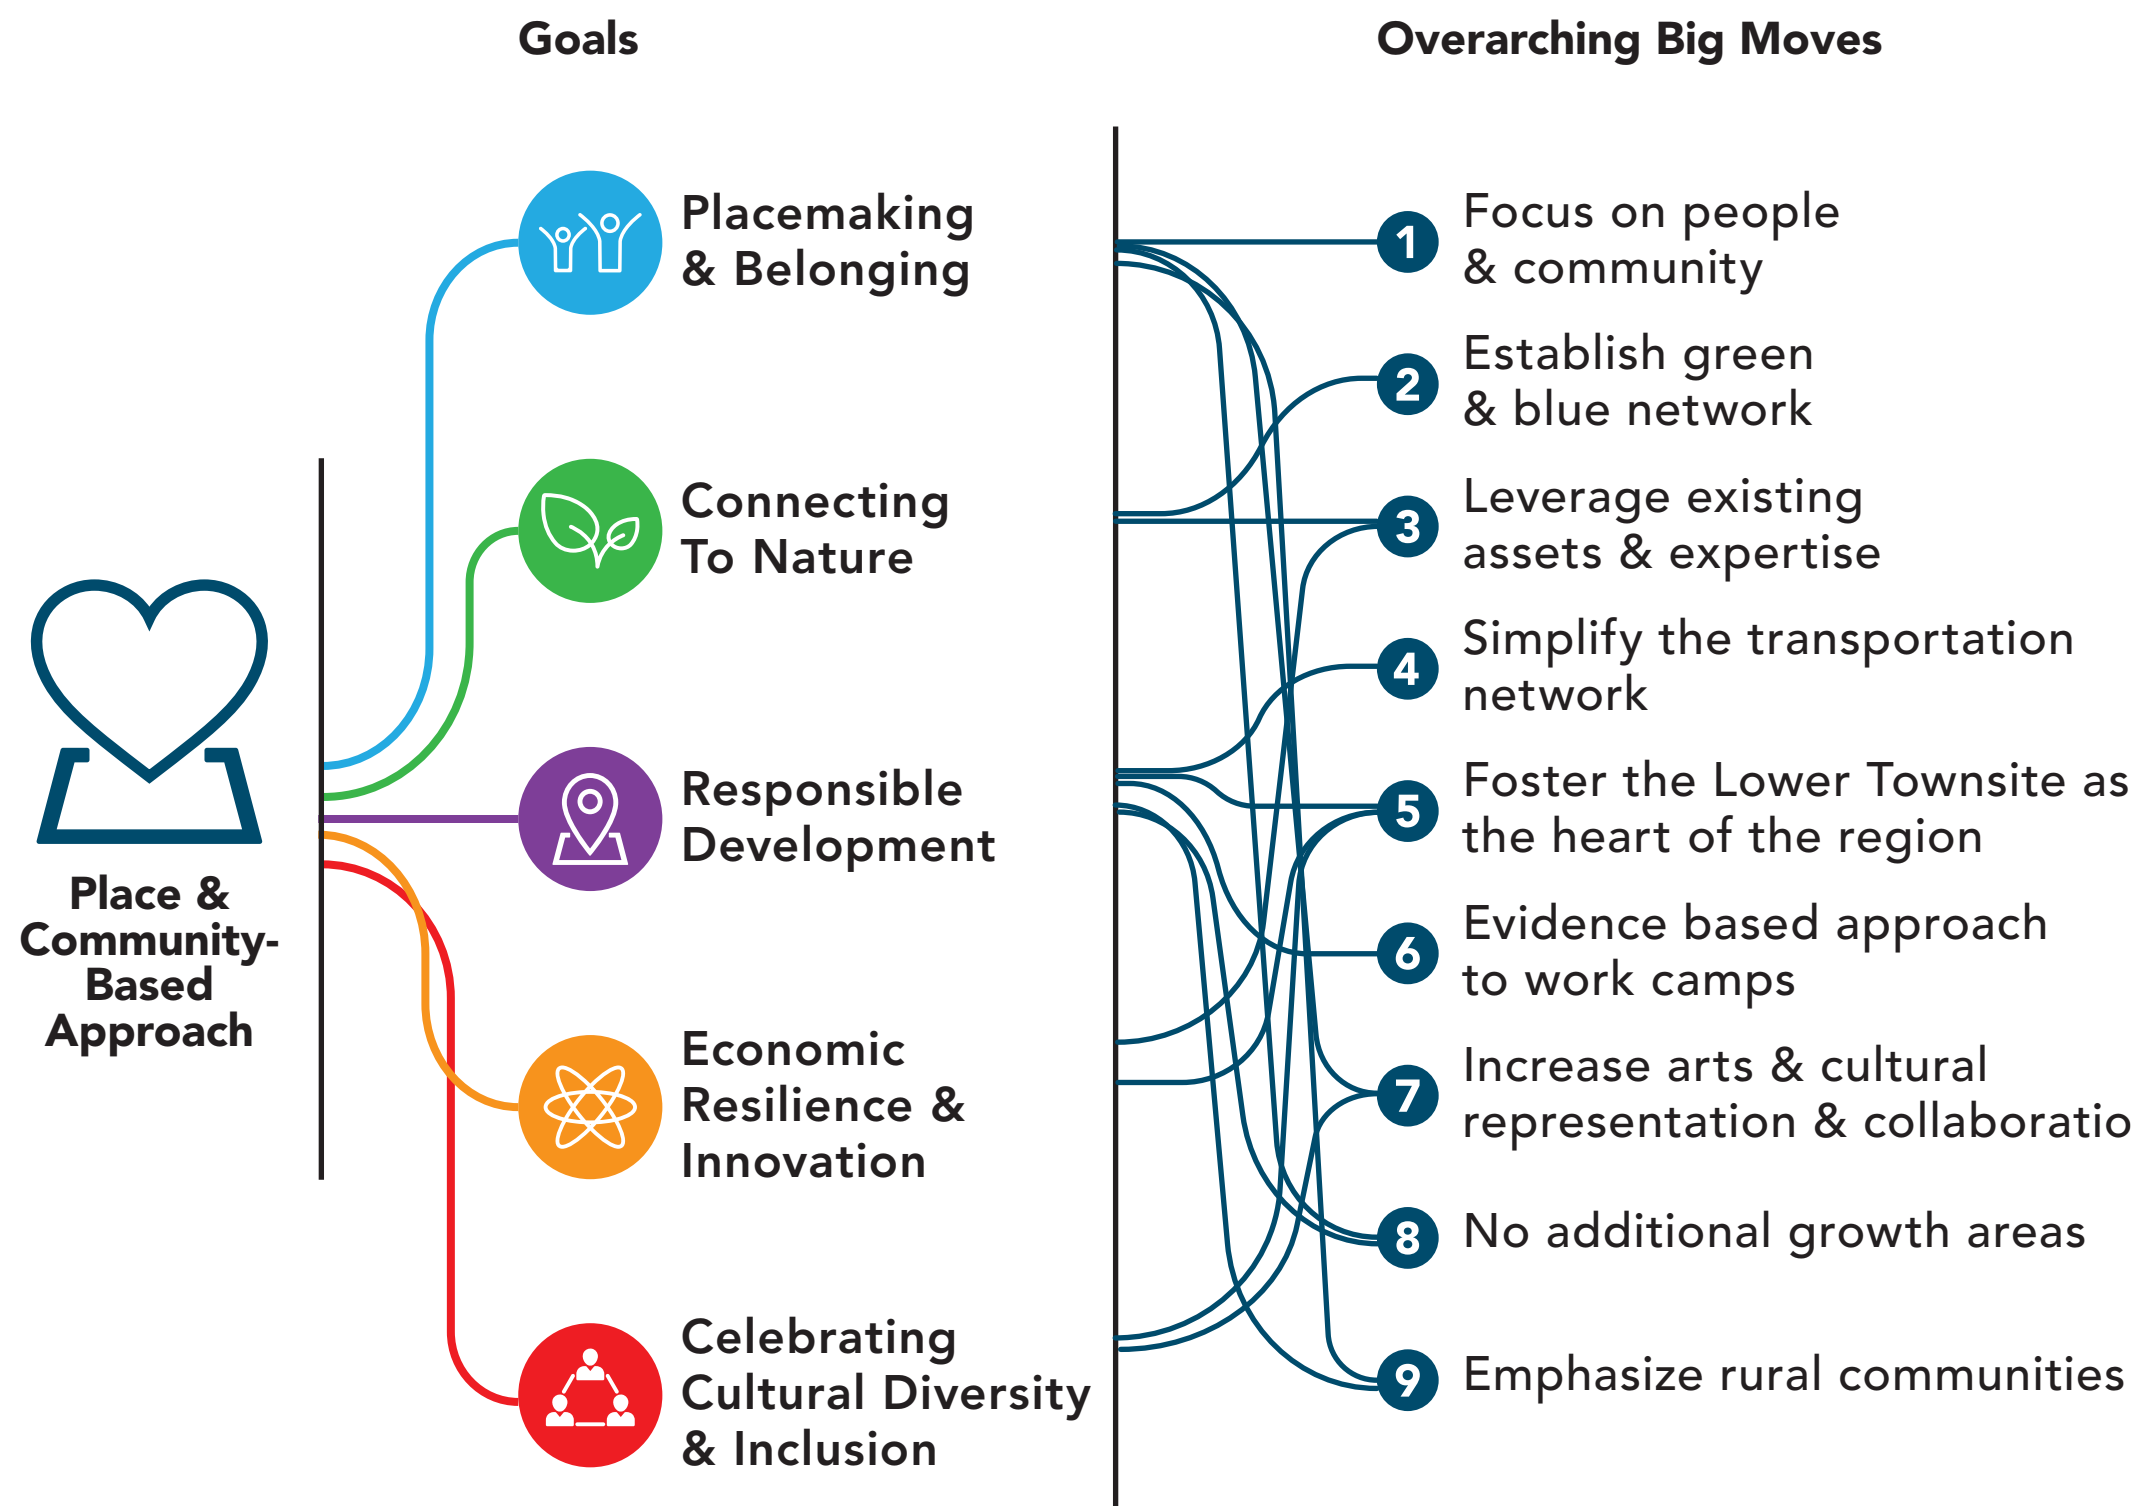 Goals
Overarching Big Moves
Place &
Community-
Based
Approach
Placemaking
& Belonging
Connecting
To Nature
Responsible
Development
Economic
Resilience &
Innovation
Celebrating
Cultural Diversity
& Inclusion
1
Focus on people
& community
2
Establish green
& blue network
3
Leverage existing
assets & expertise
4
Simplify the transportation
network
5
Foster the Lower Townsite as
the heart of the region
6
Evidence based approach
to work camps
7
Increase arts & cultural
representation & collaboratio
8
No additional growth areas
9
Emphasize rural communities